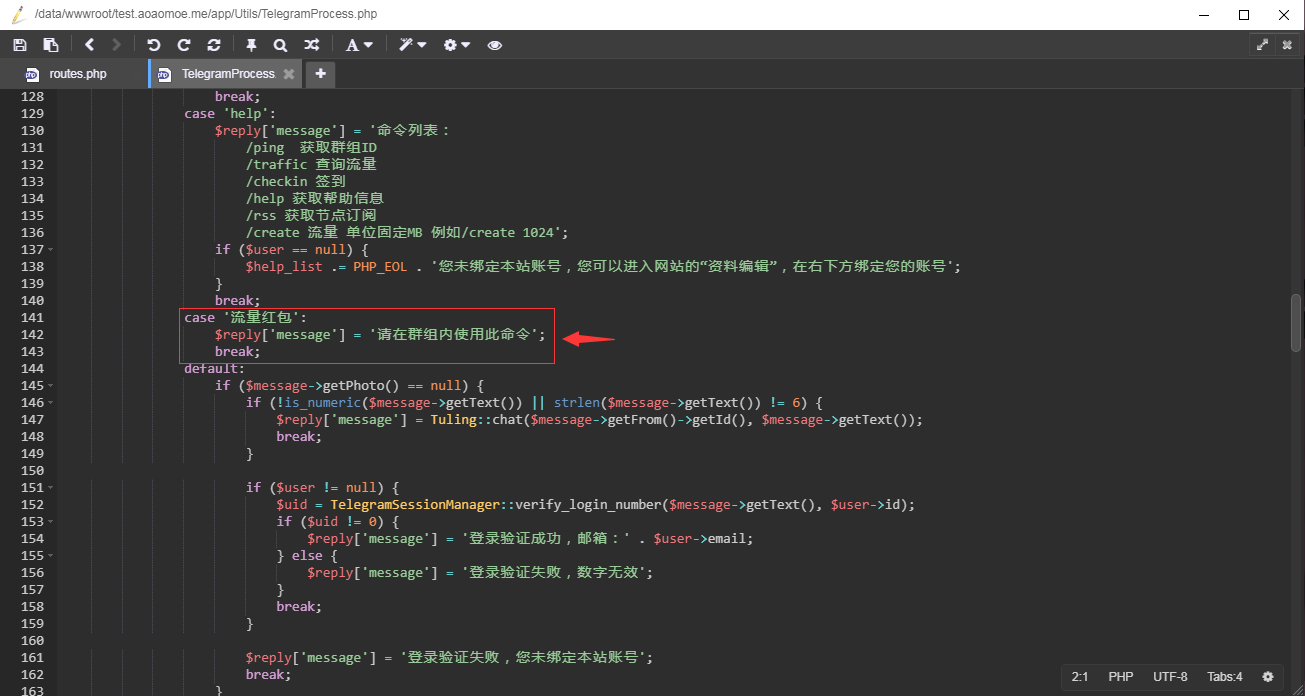 /data/wwwroot/test.aoaomoe.me/app/Utils/TelegramProcess.php
routes.php
TelegramProcess.
128 break;
129 case 'help':
130 $reply['message'] = '命令列表：
131 /ping  获取群组ID
132 /traffic 查询流量
133 /checkin 签到
134 /help 获取帮助信息
135 /rss 获取节点订阅
136 /create 流量 单位固定MB 例如/create 1024';
137 if ($user == null) {
138 $help_list .= PHP_EOL . '您未绑定本站账号，您可以进入网站的“资料编辑”，在右下方绑定您的账号';
139 }
140 break;
141 case '流量红包':
142 $reply['message'] = '请在群组内使用此命令';
143 break;
144 default:
145 if ($message->getPhoto() == null) {
146 if (!is_numeric($message->getText()) || strlen($message->getText()) != 6) {
147 $reply['message'] = Tuling::chat($message->getFrom()->getId(), $message->getText());
148 break;
149 }
150
151 if ($user != null) {
152 $uid = TelegramSessionManager::verify_login_number($message->getText(), $user->id);
153 if ($uid != 0) {
154 $reply['message'] = '登录验证成功，邮箱：' . $user->email;
155 } else {
156 $reply['message'] = '登录验证失败，数字无效';
157 }
158 break;
159 }
160
161 $reply['message'] = '登录验证失败，您未绑定本站账号';
162 break;
163 }
2:1 PHP UTF-8 Tabs:4